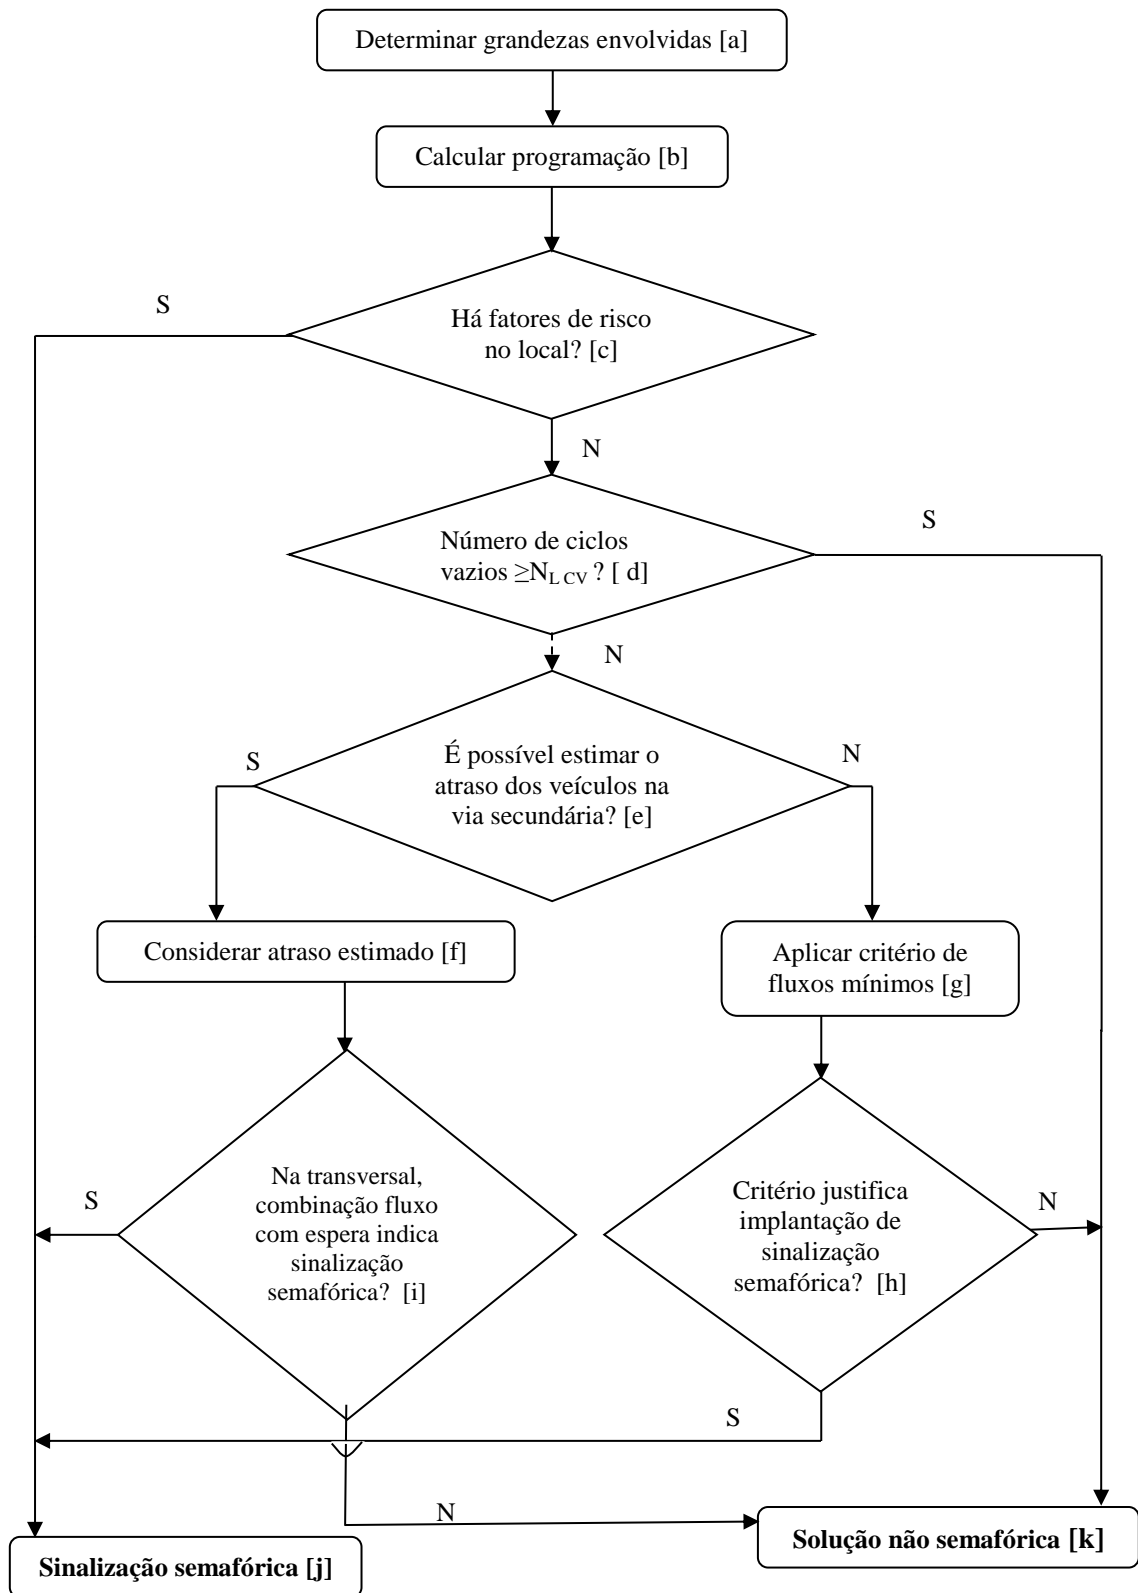 Determinar grandezas envolvidas [a]
Calcular programação [b]
S
Há fatores de risco
no local? [c]
N
S
Número de ciclos
vazios ≥N_L CV ? [ d]
N
S
É possível estimar o
atraso dos veículos na
via secundária? [e]
N
Considerar atraso estimado [f]
Aplicar critério de
fluxos mínimos [g]
S
Na transversal,
combinação fluxo
com espera indica
sinalização
semafórica? [i]
Critério justifica
implantação de
sinalização
semafórica? [h]
N
S
N
Sinalização semafórica [j]
Solução não semafórica [k]